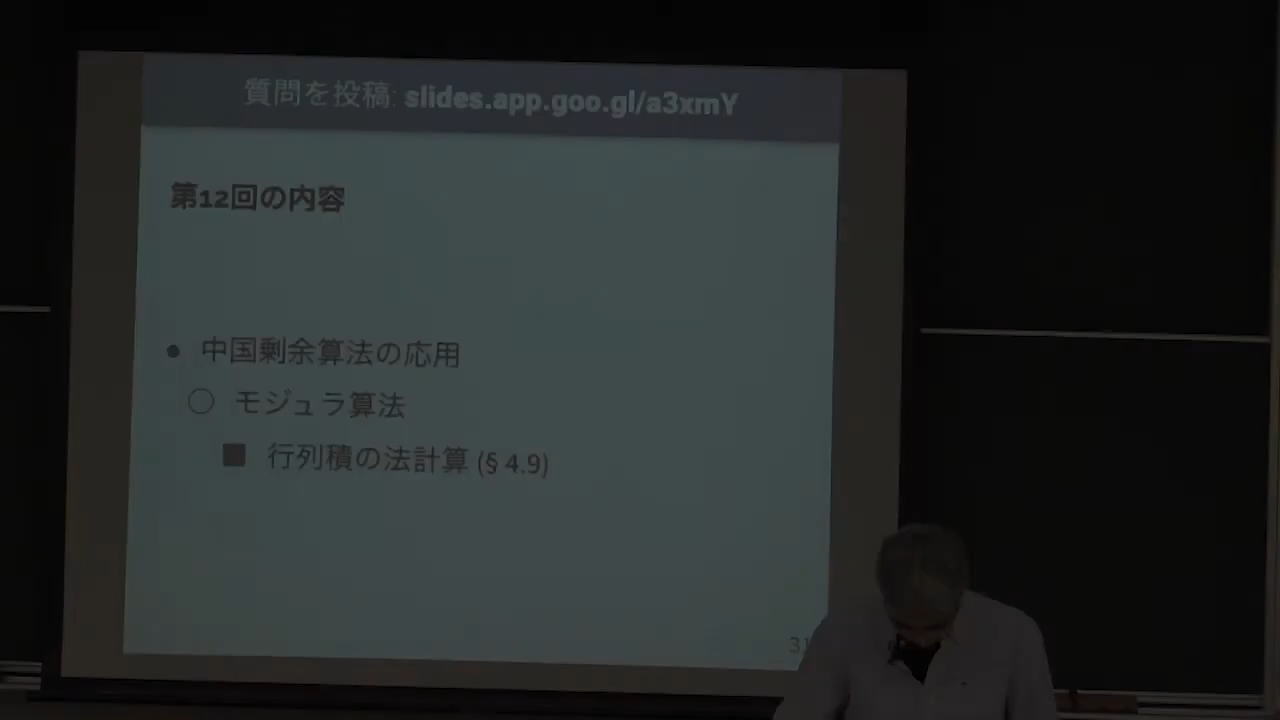 質問を投稿: slides.app.goo.gl/a3xmY
第12回の内容
● 中国剰余算法の応用
○ モジュラ算法
■ 行列積の法計算 (§ 4.9)
31